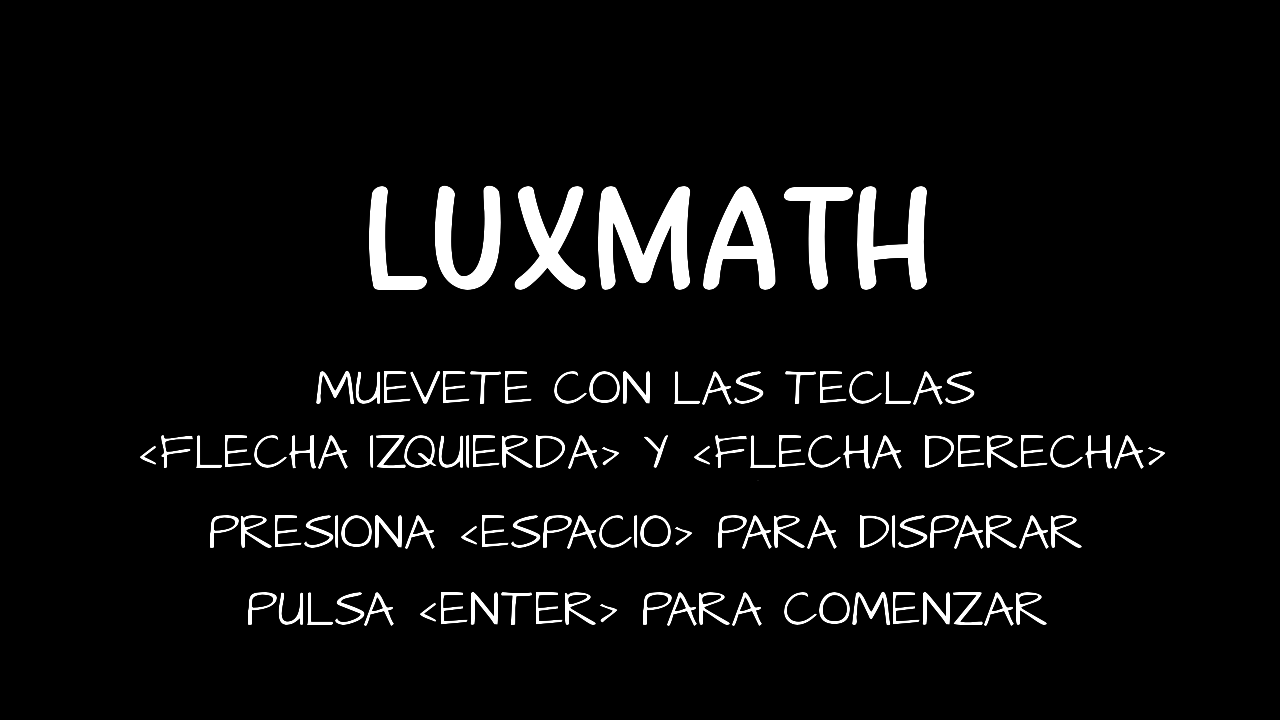 LUXMATH
MUEVETE CON LAS TECLAS
<FLECHA IZQUIERDA> Y <FLECHA DERECHA>
PRESIONA <ESPACIO> PARA DISPARAR
PULSA <ENTER> PARA COMENZAR